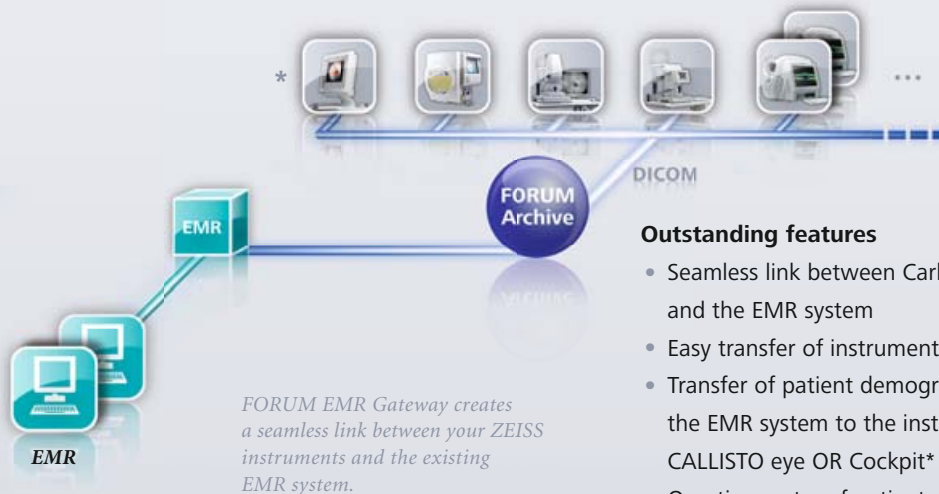 *
...
DICOM
FORUM
Archive
EMR
EMR
FORUM EMR Gateway creates
a seamless link between your ZEISS
instruments and the existing
EMR system.
Outstanding features
• Seamless link between Carl
and the EMR system
• Easy transfer of instrument
• Transfer of patient demogr
the EMR system to the inst
CALLISTO eye OR Cockpit*